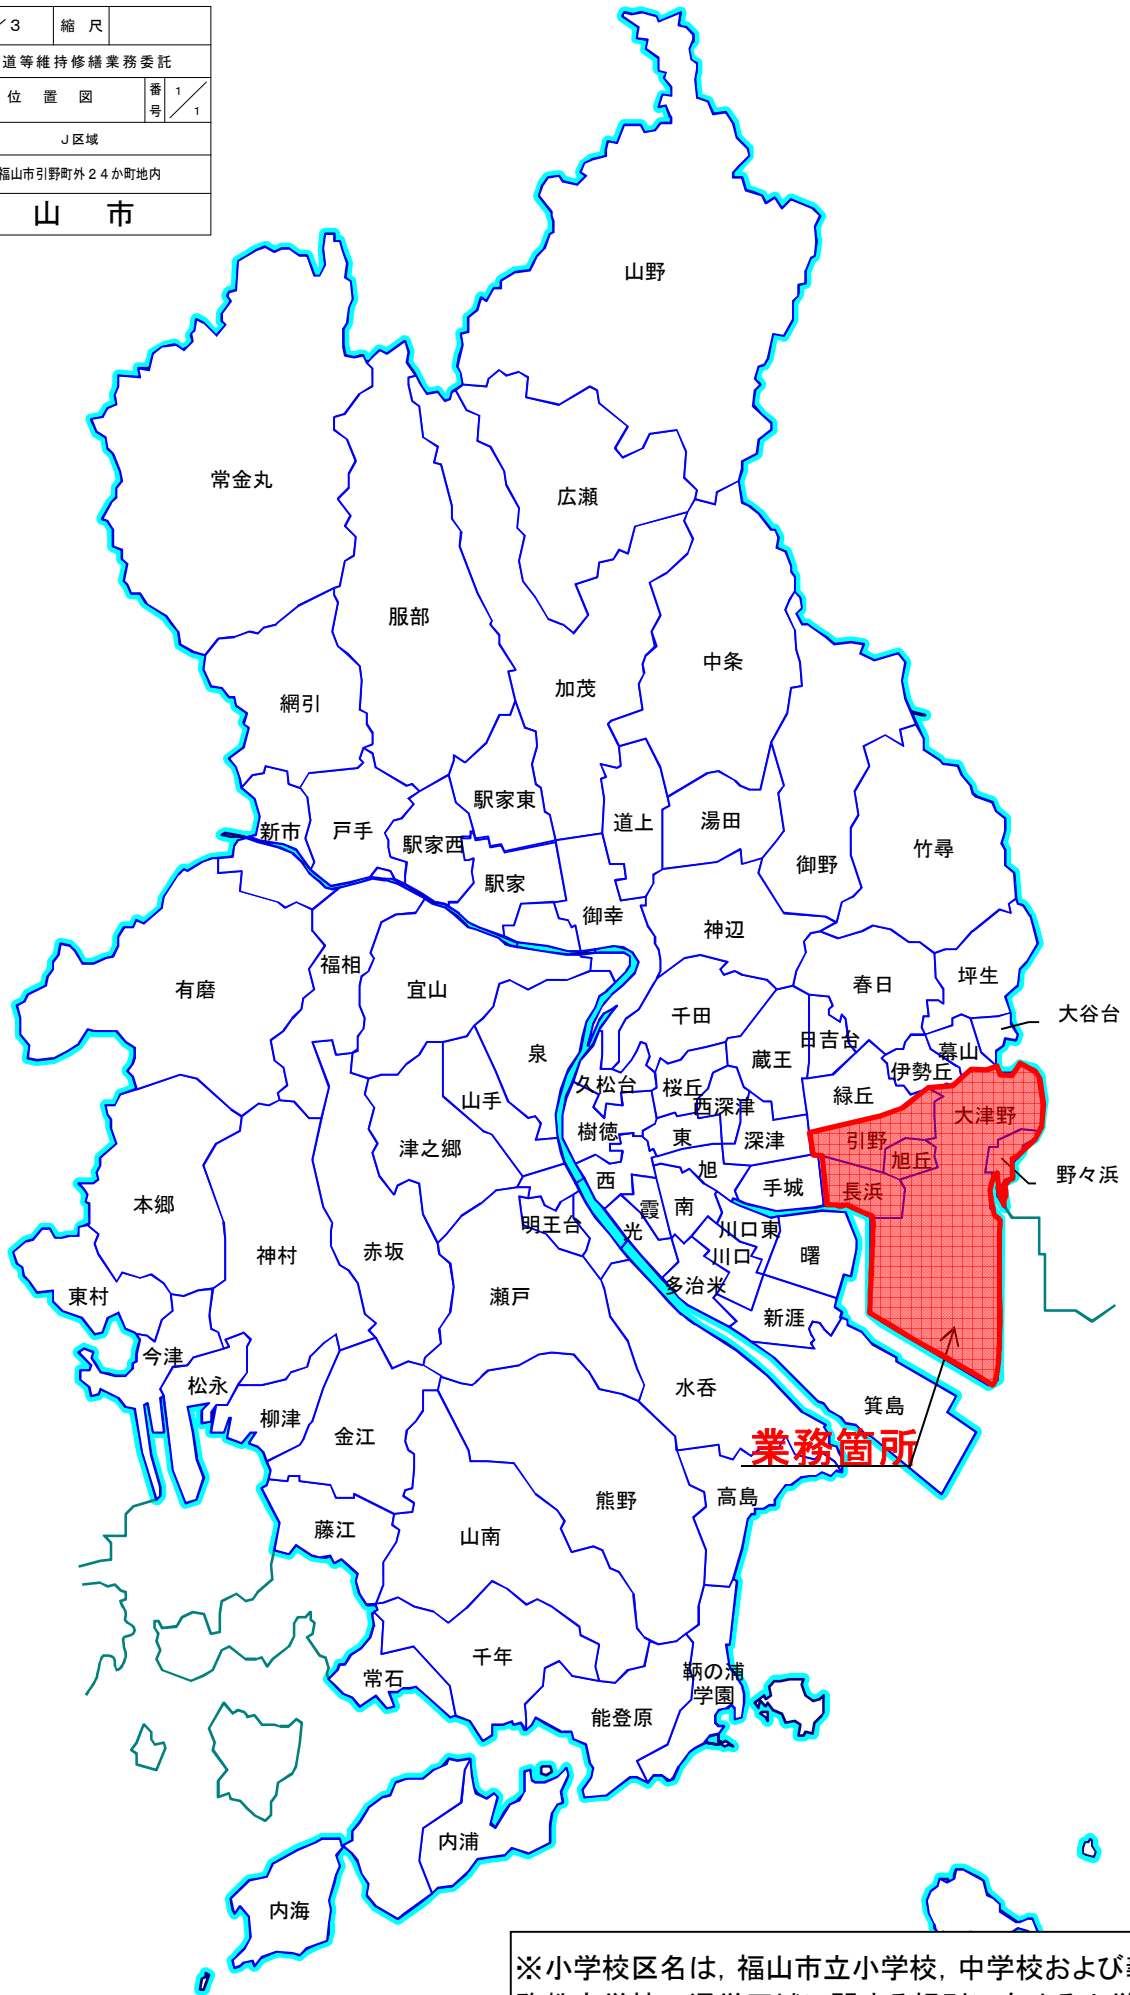 ／３ 縮 尺
道等維持修繕業務委託
位 置 図 番号 1／1
Ｊ区域
福山市引野町外２４か町地内
山 市
山野
常金丸
広瀬
服部
中条
加茂
網引
駅家東
道上
湯田
新市
戸手
駅家西
御野
竹尋
駅家
御幸
神辺
福相
有磨
宜山
春日
坪生
大谷台
千田
日吉台
泉
蔵王
幕山
伊勢丘
久松台
桜丘
緑丘
山手
西深津
大津野
樹徳
東
深津
引野
津之郷
旭丘
旭
野々浜
西
手城
長浜
本郷
霞
南
明王台
光
川口東
神村
赤坂
川口
曙
多治米
瀬戸
東村
新涯
今津
松永
水呑
箕島
柳津
金江
業務箇所
熊野
高島
藤江
山南
千年
常石
鞆の浦
学園
能登原
内浦
内海
※小学校区名は，福山市立小学校，中学校および義